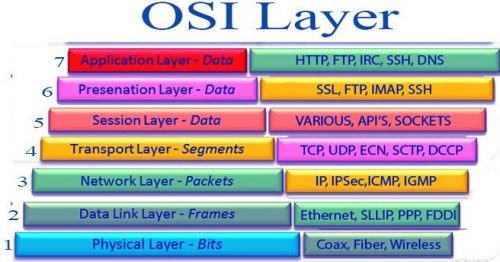 OSI Layer
7 Application Layer - Data HTTP, FTP, IRC, SSH, DNS
6 Presenation Layer - Data SSL, FTP, IMAP, SSH
5 Session Layer - Data VARIOUS, API'S, SOCKETS
4 Transport Layer - Segments TCP, UDP, ECN, SCTP, DCCP
3 Network Layer - Packets IP, IPSec,ICMP, IGMP
2 Data Link Layer - Frames Ethernet, SLLIP, PPP, FDDI
1 Physical Layer - Bits Coax, Fiber, Wireless